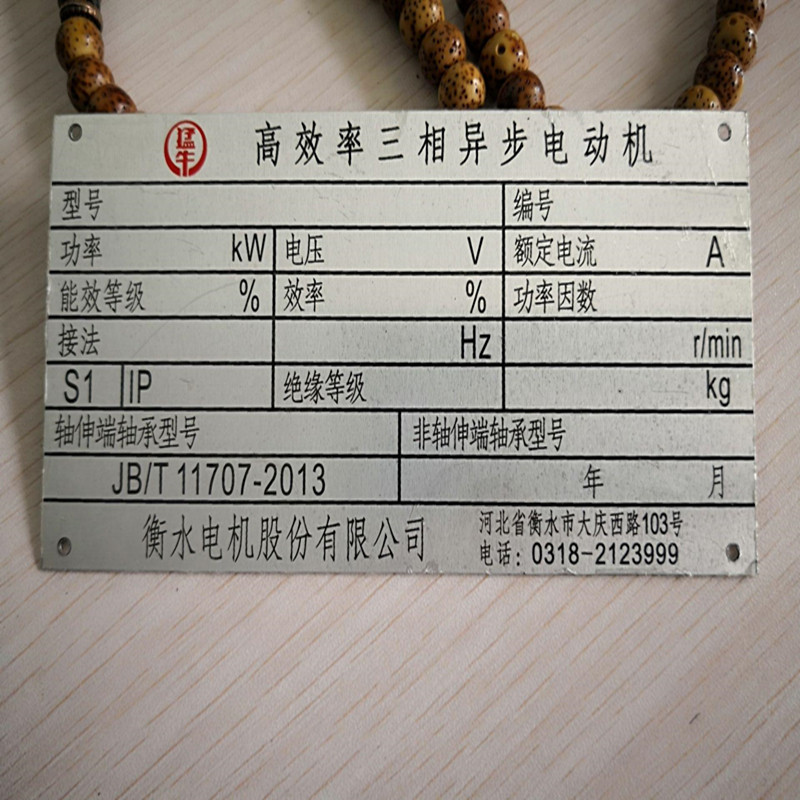 猛牛 高效率三相异步电动机
型号 编号
功率 kW 电压 V 额定电流 A
能效等级 % 效率 % 功率因数
接法 Hz r/min
S1 IP 绝缘等级 kg
轴伸端轴承型号 非轴伸端轴承型号
JB/T 11707-2013 年 月
衡水电机股份有限公司 河北省衡水市大庆西路103号
电话：0318-2123999